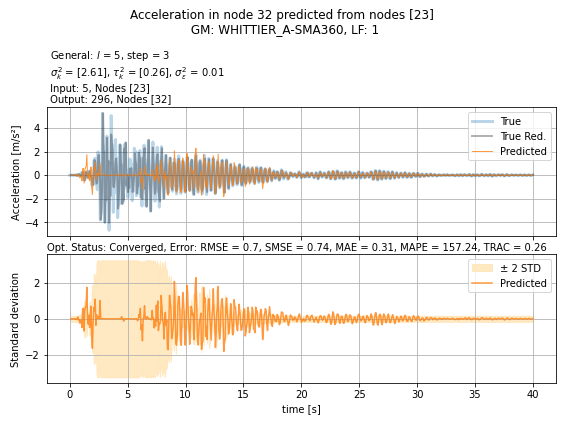 Acceleration in node 32 predicted from nodes [23]
GM: WHITTIER_A-SMA360, LF: 1
General: l = 5, step = 3
σ²ₖ = [2.61], τ²ₖ = [0.26], σ²ε = 0.01
Input: 5, Nodes [23]
Output: 296, Nodes [32]
Acceleration [m/s²]
4
2
0
−2
−4
True
True Red.
Predicted
Opt. Status: Converged, Error: RMSE = 0.7, SMSE = 0.74, MAE = 0.31, MAPE = 157.24, TRAC = 0.26
Standard deviation
2
0
−2
± 2 STD
Predicted
0 5 10 15 20 25 30 35 40
time [s]